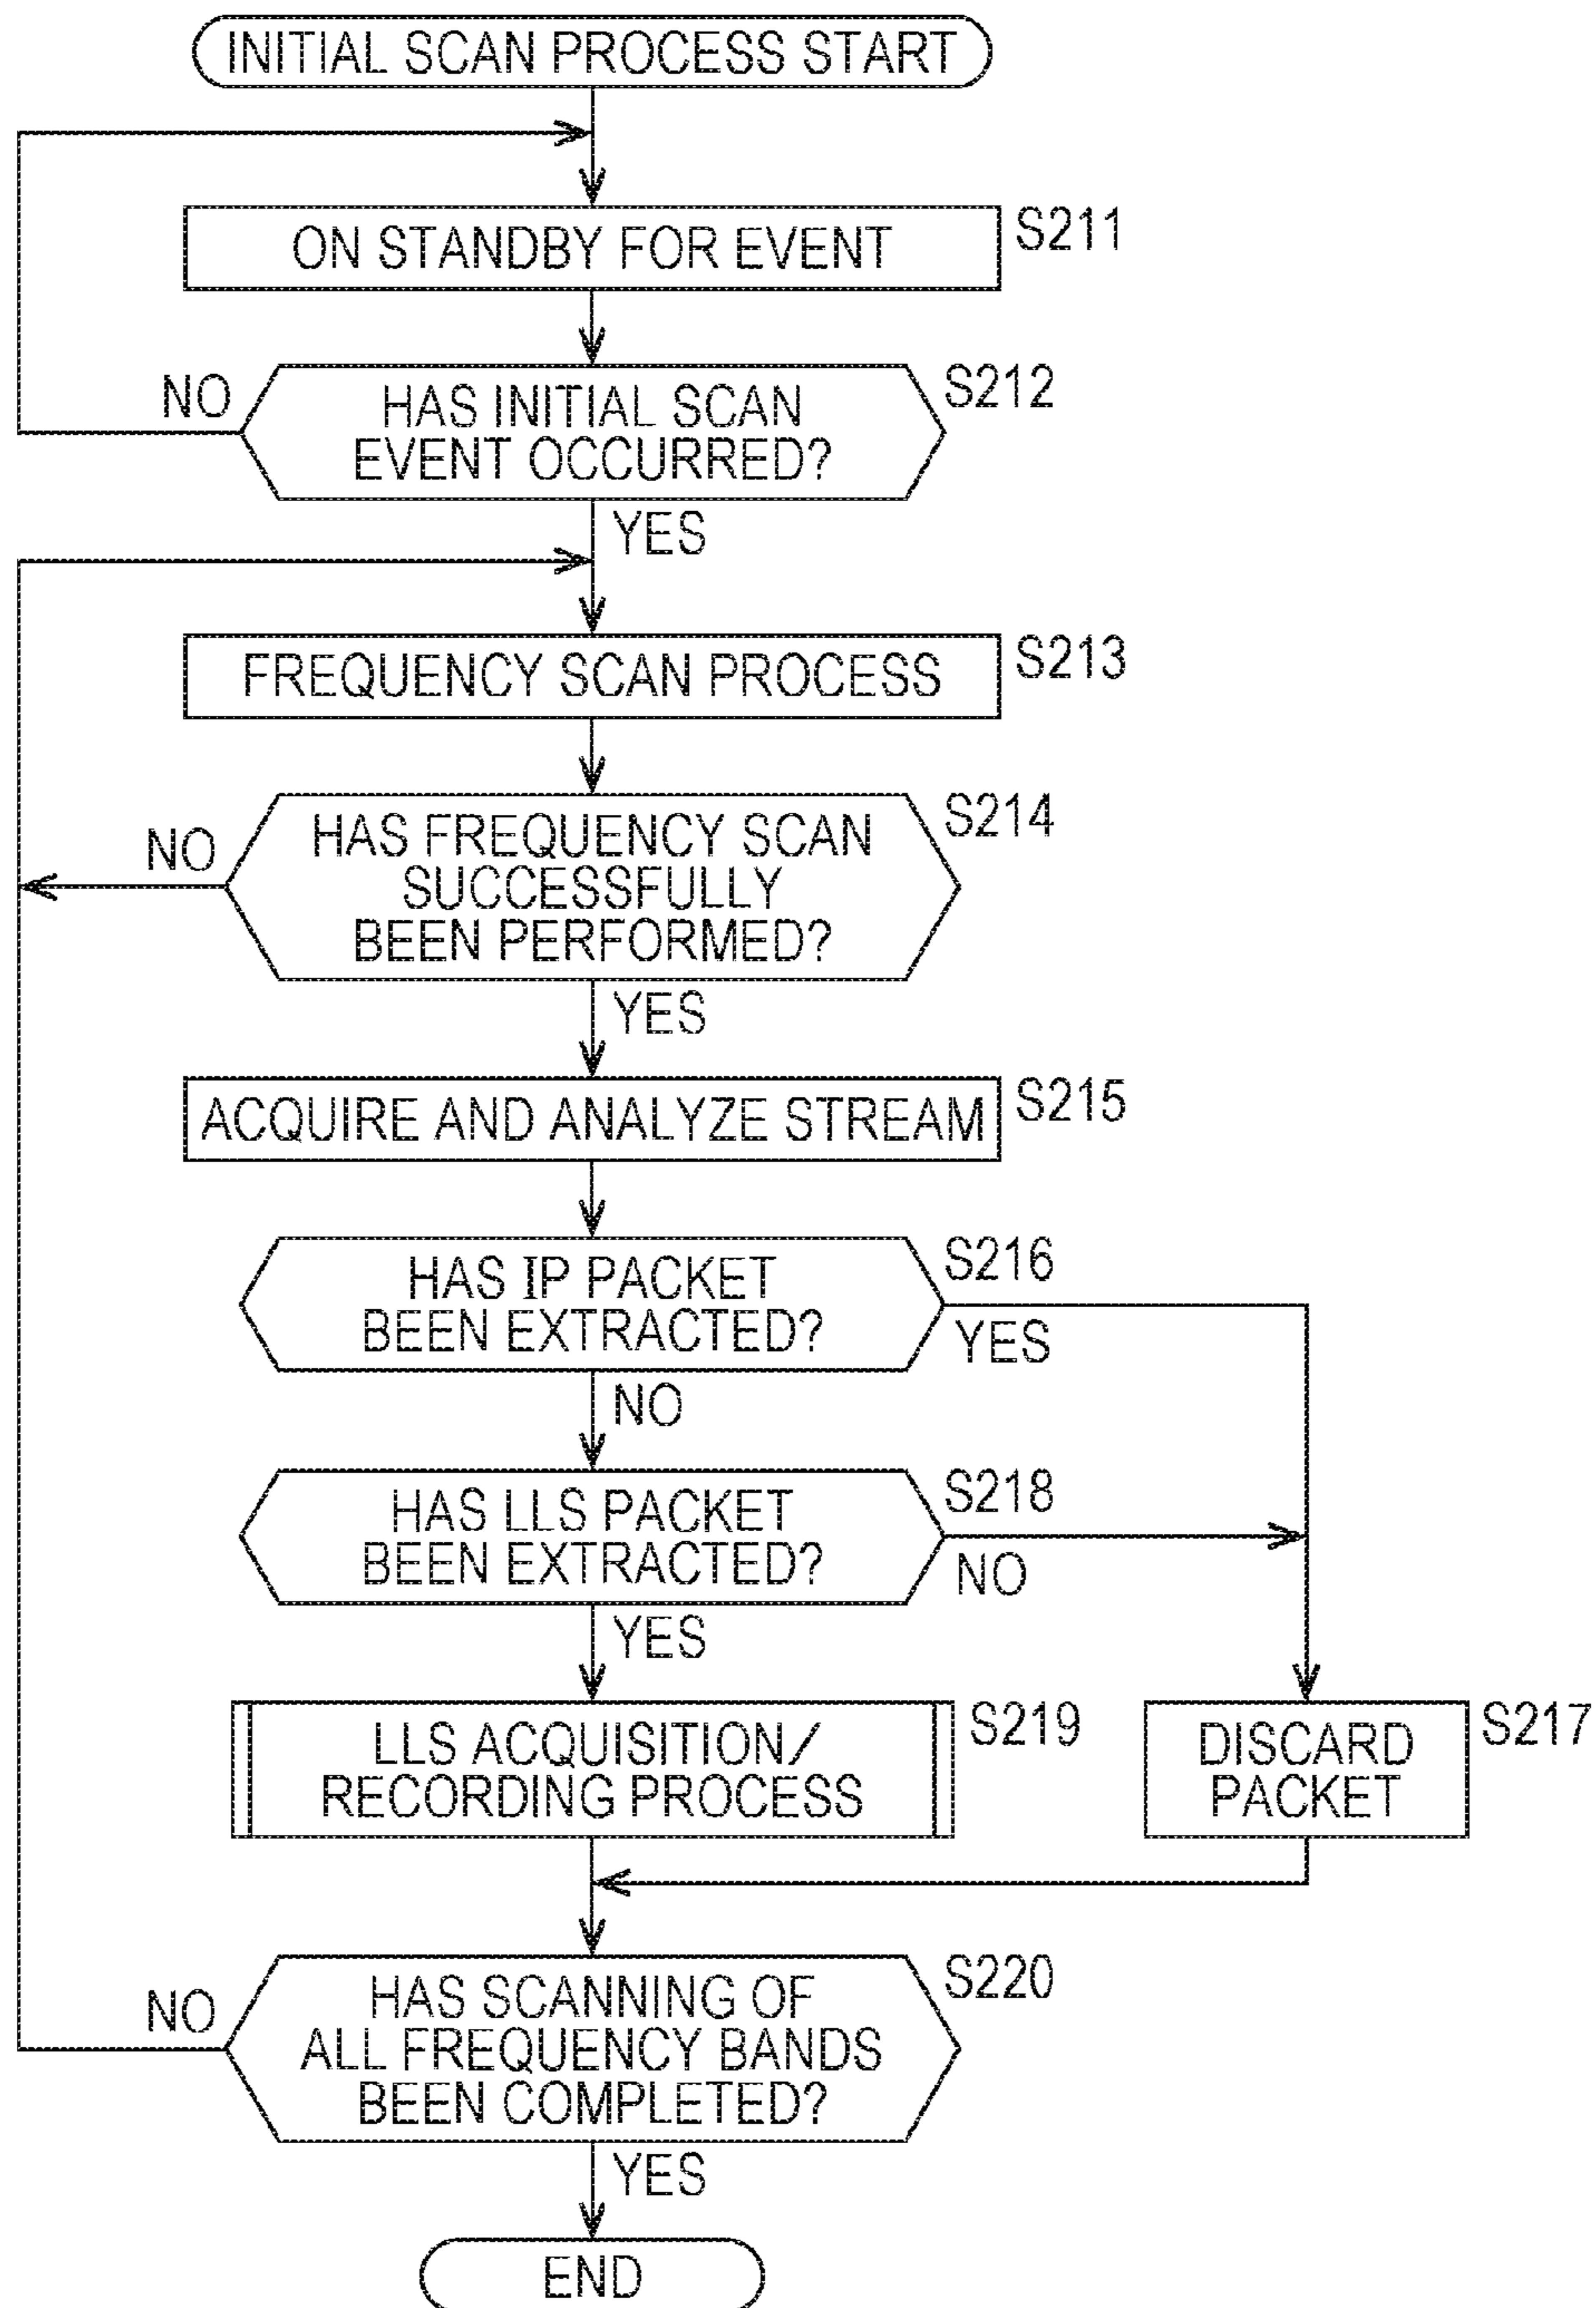 INITIAL SCAN PROCESS START
ON STANDBY FOR EVENT
S211
HAS INITIAL SCAN
EVENT OCCURRED?
S212
NO
YES
FREQUENCY SCAN PROCESS
S213
HAS FREQUENCY SCAN
SUCCESSFULLY
BEEN PERFORMED?
S214
NO
YES
ACQUIRE AND ANALYZE STREAM
S215
HAS IP PACKET
BEEN EXTRACTED?
S216
YES
NO
HAS LLS PACKET
BEEN EXTRACTED?
S218
NO
YES
LLS ACQUISITION/
RECORDING PROCESS
S219
DISCARD
PACKET
S217
HAS SCANNING OF
ALL FREQUENCY BANDS
BEEN COMPLETED?
S220
NO
YES
END